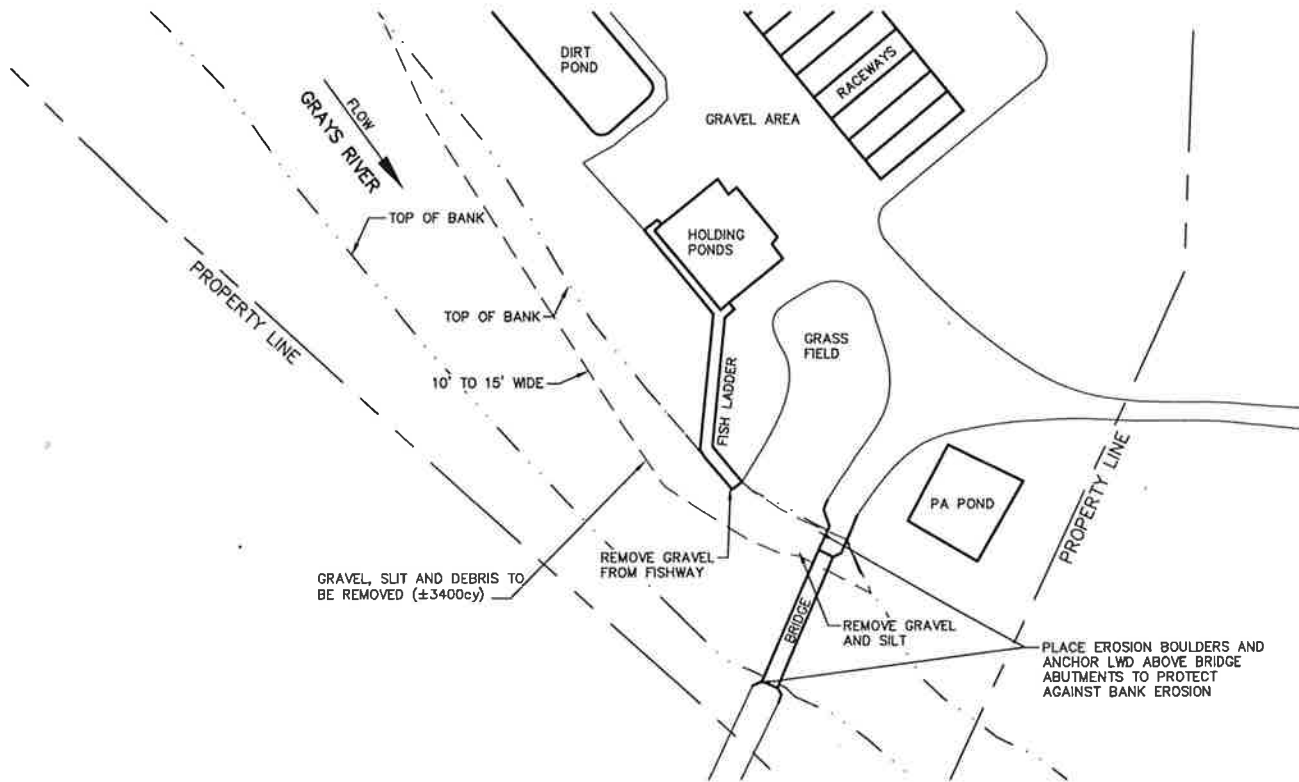 DIRT
POND
RACEWAYS
FLOW
GRAYS RIVER
GRAVEL AREA
TOP OF BANK
HOLDING
PONDS
PROPERTY LINE
TOP OF BANK
GRASS
FIELD
10' TO 15' WIDE
FISH LADDER
PROPERTY LINE
PA POND
REMOVE GRAVEL
FROM FISHWAY
GRAVEL, SLIT AND DEBRIS TO
BE REMOVED (±3400cy)
BRIDGE
REMOVE GRAVEL
AND SILT
PLACE EROSION BOULDERS AND
ANCHOR LWD ABOVE BRIDGE
ABUTMENTS TO PROTECT
AGAINST BANK EROSION